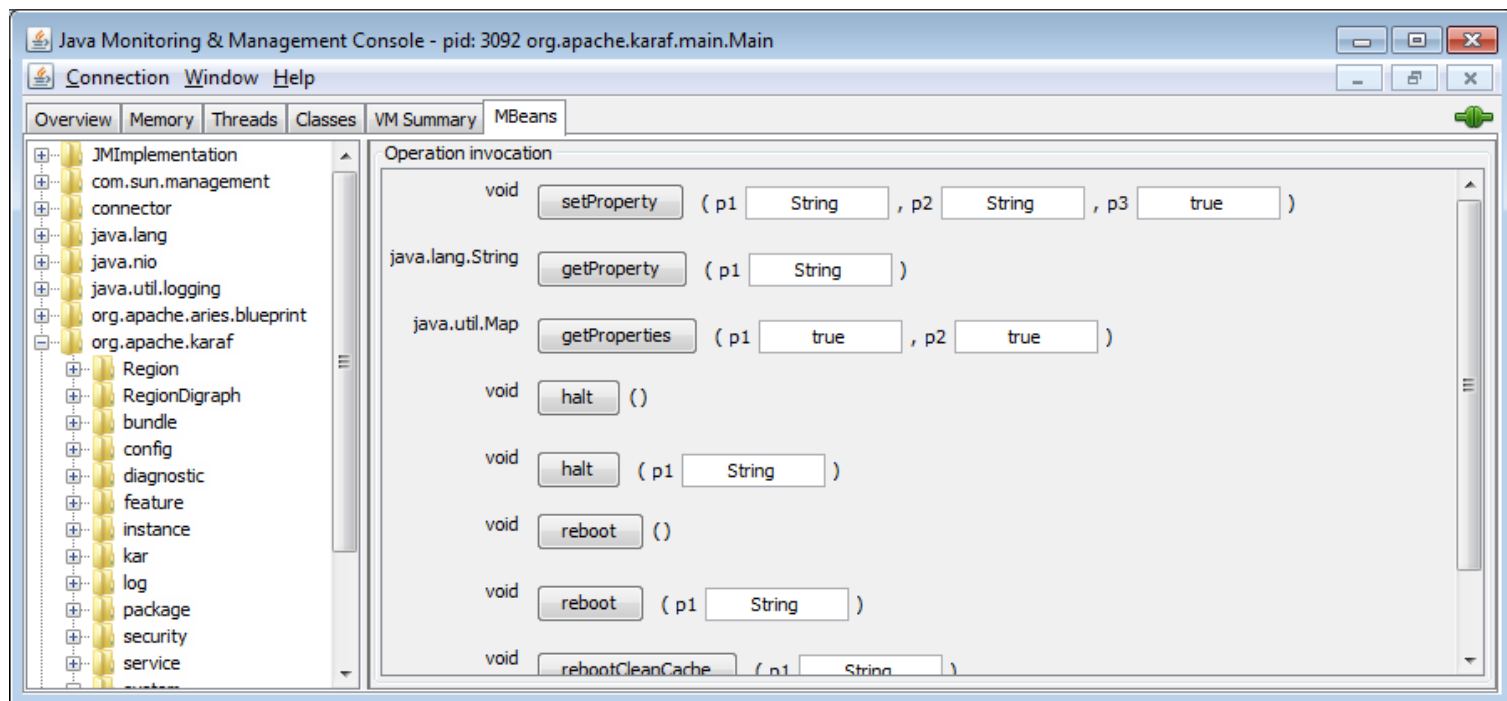 Java Monitoring & Management Console - pid: 3092 org.apache.karaf.main.Main
Connection Window Help
Overview Memory Threads Classes VM Summary MBeans
JMImplementation
com.sun.management
connector
java.lang
java.nio
java.util.logging
org.apache.aries.blueprint
org.apache.karaf
Region
RegionDigraph
bundle
config
diagnostic
feature
instance
kar
log
package
security
service
system
Operation invocation
void setProperty ( p1 String , p2 String , p3 true )
java.lang.String getProperty ( p1 String )
java.util.Map getProperties ( p1 true , p2 true )
void halt ()
void halt ( p1 String )
void reboot ()
void reboot ( p1 String )
void rebootCleanCache ( p1 String )